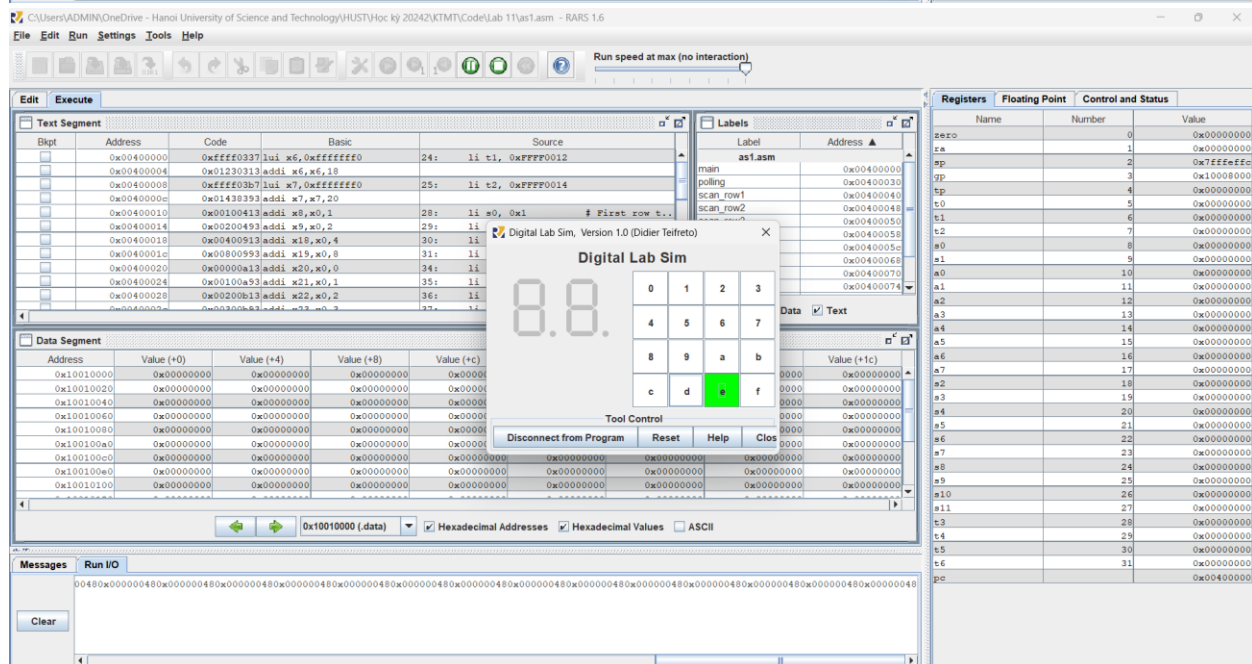 C:\Users\ADMIN\OneDrive - Hanoi University of Science and Technology\HUST\Học kỳ 20242\KTMT\Code\Lab 11\as1.asm - RARS 1.6
File Edit Run Settings Tools Help
Run speed at max (no interaction)
Edit Execute
Text Segment
Bkpt Address Code Basic Source
0x00400000 0xffff0337 lui x6,0xfffffff0 24: li t1, 0xFFFF0012
0x00400004 0x01230313 addi x6,x6,18
0x00400008 0xffff03b7 lui x7,0xfffffff0 25: li t2, 0xFFFF0014
0x0040000c 0x01438393 addi x7,x7,20
0x00400010 0x00100413 addi x8,x0,1 28: li s0, 0x1 # First row t...
0x00400014 0x00200493 addi x9,x0,2 29: li
0x00400018 0x00400913 addi x18,x0,4 30: li
0x0040001c 0x00800993 addi x19,x0,8 31: li
0x00400020 0x00000a13 addi x20,x0,0 34: li
0x00400024 0x00100a93 addi x21,x0,1 35: li
0x00400028 0x00200b13 addi x22,x0,2 36: li
Labels
Label Address ▲
as1.asm
main 0x00400000
polling 0x00400030
scan_row1 0x00400040
0x00400048
0x00400050
0x00400058
0x0040005c
0x00400068
0x00400070
0x00400074
Data Text
Digital Lab Sim, Version 1.0 (Didier Teifreto)
Digital Lab Sim
0 1 2 3
4 5 6 7
8 9 a b
c d e f
Tool Control
Disconnect from Program Reset Help Clos
Data Segment
Address Value (+0) Value (+4) Value (+8) Value (+c) Value (+1c)
0x10010000 0x00000000 0x00000000 0x00000000 0x00000000
0x10010020 0x00000000 0x00000000 0x00000000 0x00000000
0x10010040 0x00000000 0x00000000 0x00000000 0x00000000
0x10010060 0x00000000 0x00000000 0x00000000 0x00000000
0x10010080 0x00000000 0x00000000 0x00000000 0x00000000
0x100100a0 0x00000000 0x00000000 0x00000000 0x00000000
0x100100c0 0x00000000 0x00000000 0x00000000 0x00000000 0x00000000 0x00000000 0x00000000 0x00000000
0x100100e0 0x00000000 0x00000000 0x00000000 0x00000000 0x00000000 0x00000000 0x00000000 0x00000000
0x10010100 0x00000000 0x00000000 0x00000000 0x00000000 0x00000000 0x00000000 0x00000000 0x00000000
0x10010000 (.data) Hexadecimal Addresses Hexadecimal Values ASCII
Messages Run I/O
00480x000000480x000000480x000000480x000000480x000000480x000000480x000000480x000000480x000000480x000000480x000000480x000000480x00000048
Clear
Registers Floating Point Control and Status
Name Number Value
zero 0 0x00000000
ra 1 0x00000000
sp 2 0x7fffeffc
gp 3 0x10008000
tp 4 0x00000000
t0 5 0x00000000
t1 6 0x00000000
t2 7 0x00000000
s0 8 0x00000000
s1 9 0x00000000
a0 10 0x00000000
a1 11 0x00000000
a2 12 0x00000000
a3 13 0x00000000
a4 14 0x00000000
a5 15 0x00000000
a6 16 0x00000000
a7 17 0x00000000
s2 18 0x00000000
s3 19 0x00000000
s4 20 0x00000000
s5 21 0x00000000
s6 22 0x00000000
s7 23 0x00000000
s8 24 0x00000000
s9 25 0x00000000
s10 26 0x00000000
s11 27 0x00000000
t3 28 0x00000000
t4 29 0x00000000
t5 30 0x00000000
t6 31 0x00000000
pc 0x00400000